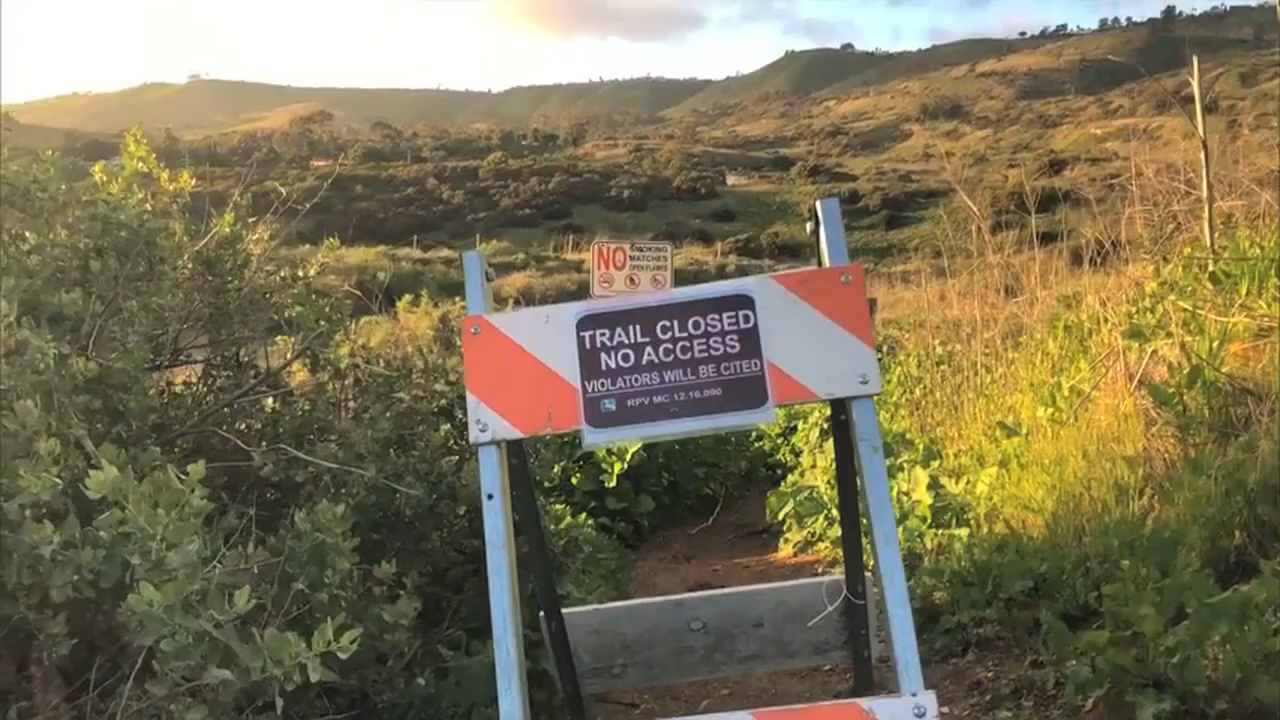 NO SMOKING
MATCHES
OPEN FLAMES
TRAIL CLOSED
NO ACCESS
VIOLATORS WILL BE CITED
RPV MC 12.16.090